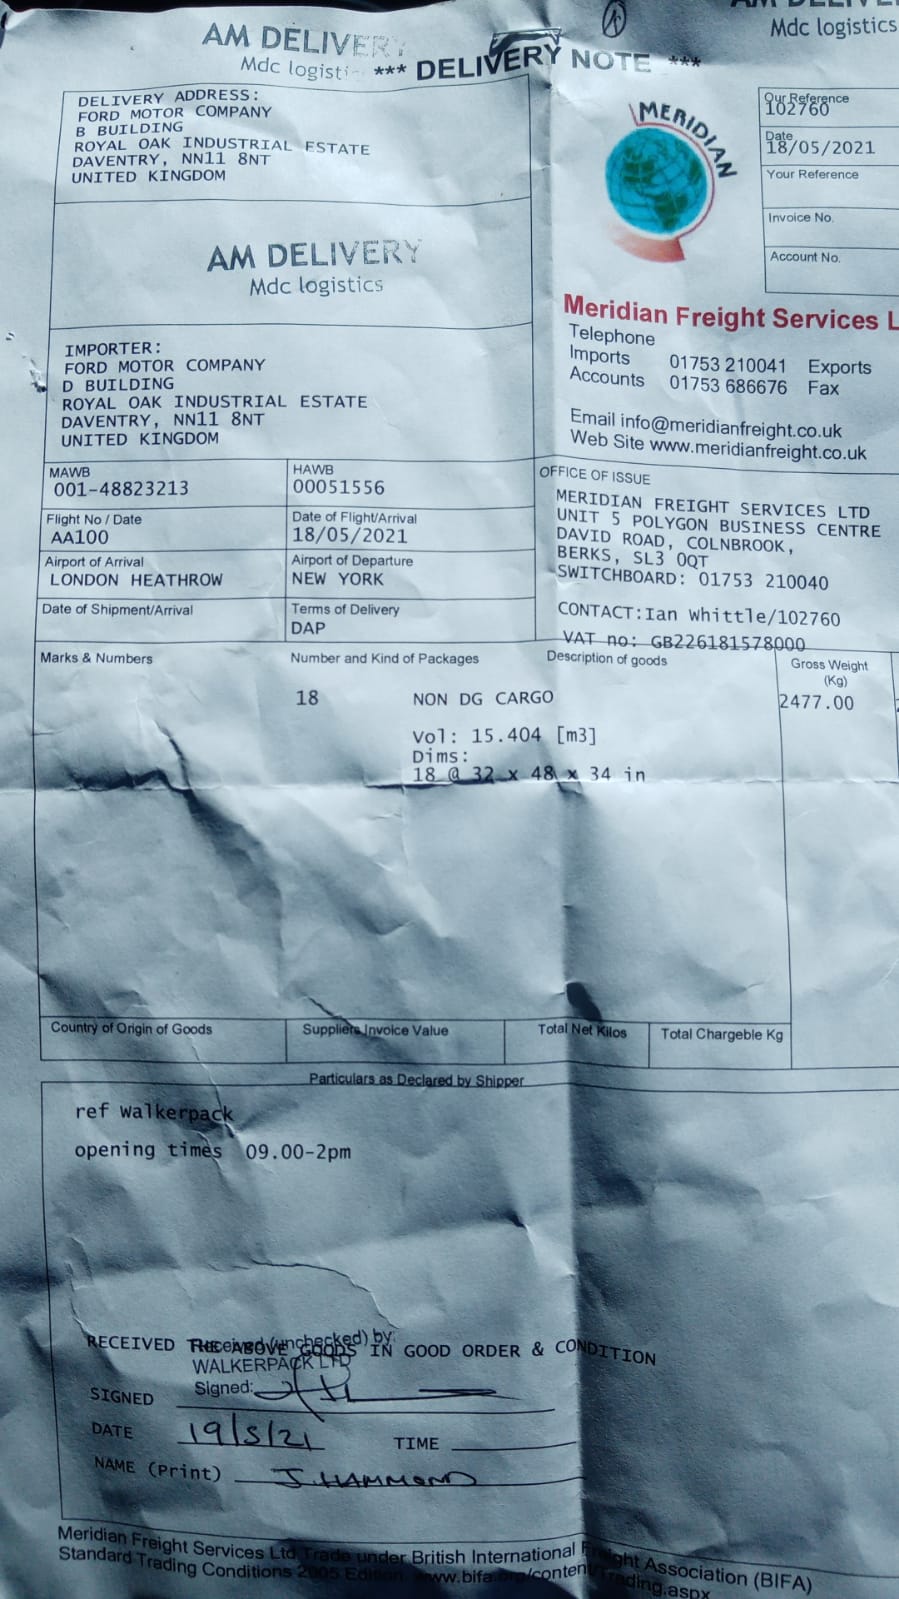 AM DELIVERY
Mdc logisti
*** DELIVERY NOTE ***
AM DELIVERY
Mdc logistics
DELIVERY ADDRESS:
FORD MOTOR COMPANY
B BUILDING
ROYAL OAK INDUSTRIAL ESTATE
DAVENTRY, NN11 8NT
UNITED KINGDOM
MERIDIAN
Our Reference
102760
Date
18/05/2021
Your Reference
Invoice No.
Account No.
AM DELIVERY
Mdc logistics
Meridian Freight Services L
Telephone
Imports 01753 210041 Exports
Accounts 01753 686676 Fax
Email info@meridianfreight.co.uk
Web Site www.meridianfreight.co.uk
IMPORTER:
FORD MOTOR COMPANY
D BUILDING
ROYAL OAK INDUSTRIAL ESTATE
DAVENTRY, NN11 8NT
UNITED KINGDOM
MAWB
001-48823213
HAWB
00051556
Flight No / Date
AA100
Date of Flight/Arrival
18/05/2021
Airport of Arrival
LONDON HEATHROW
Airport of Departure
NEW YORK
Date of Shipment/Arrival
Terms of Delivery
DAP
OFFICE OF ISSUE
MERIDIAN FREIGHT SERVICES LTD
UNIT 5 POLYGON BUSINESS CENTRE
DAVID ROAD, COLNBROOK,
BERKS, SL3 0QT
SWITCHBOARD: 01753 210040
CONTACT:Ian Whittle/102760
VAT no: GB226181578000
Marks & Numbers
Number and Kind of Packages
Description of goods
Gross Weight
(Kg)
18 NON DG CARGO
2477.00
Vol: 15.404 [m3]
Dims:
18 @ 32 x 48 x 34 in
Country of Origin of Goods
Suppliers Invoice Value
Total Net Kilos
Total Chargeble Kg
Particulars as Declared by Shipper
ref Walkerpack
opening times 09.00-2pm
RECEIVED THE ABOVE GOODS IN GOOD ORDER & CONDITION
Received (unchecked) by:
WALKERPACK LTD
Signed:
SIGNED
DATE 19/5/21 TIME
NAME (Print) J.HAMMOND
Meridian Freight Services Ltd Trade under British International Freight Association (BIFA)
Standard Trading Conditions 2005 Edition www.bifa.org/content/Trading.aspx